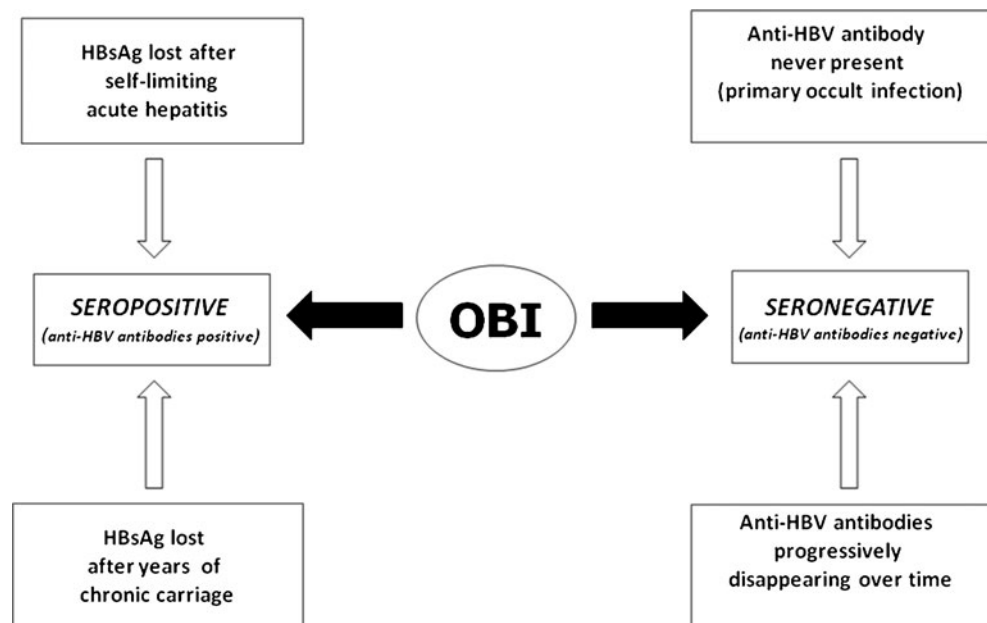 HBsAg lost after
self-limiting
acute hepatitis
Anti-HBV antibody
never present
(primary occult infection)
SEROPOSITIVE
(anti-HBV antibodies positive)
OBI
SERONEGATIVE
(anti-HBV antibodies negative)
HBsAg lost
after years of
chronic carriage
Anti-HBV antibodies
progressively
disappearing over time